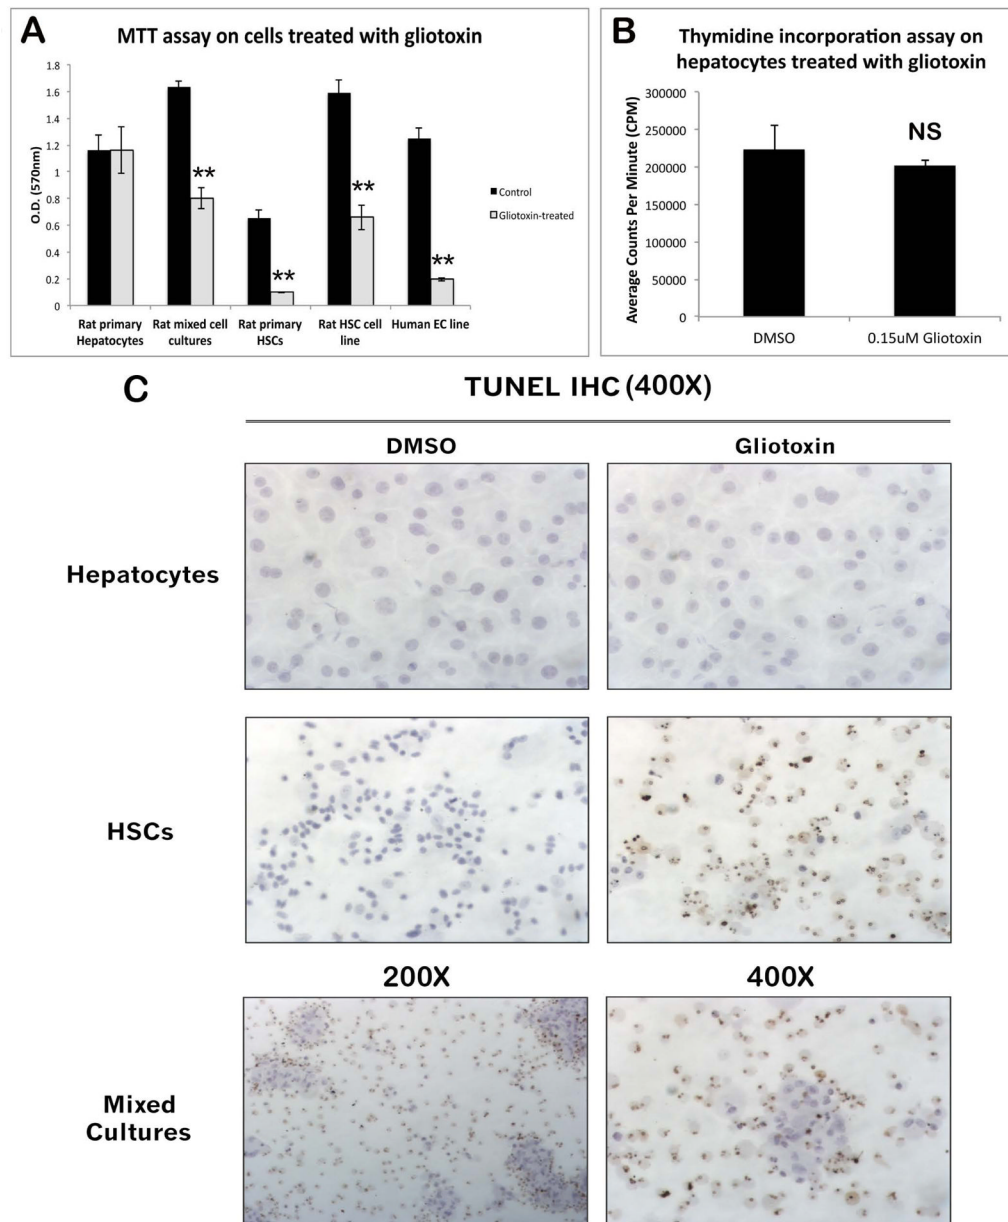 A
MTT assay on cells treated with gliotoxin
O.D. (570nm)
1.8
1.6
1.4
1.2
1
0.8
0.6
0.4
0.2
0
**
**
**
**
Control
Gliotoxin-treated
Rat primary
Hepatocytes
Rat mixed cell
cultures
Rat primary
HSCs
Rat HSC cell
line
Human EC line
B
Thymidine incorporation assay on
hepatocytes treated with gliotoxin
Average Counts Per Minute (CPM)
300000
250000
200000
150000
100000
50000
0
NS
DMSO
0.15uM Gliotoxin
C
TUNEL IHC (400X)
DMSO
Gliotoxin
Hepatocytes
HSCs
200X
400X
Mixed
Cultures